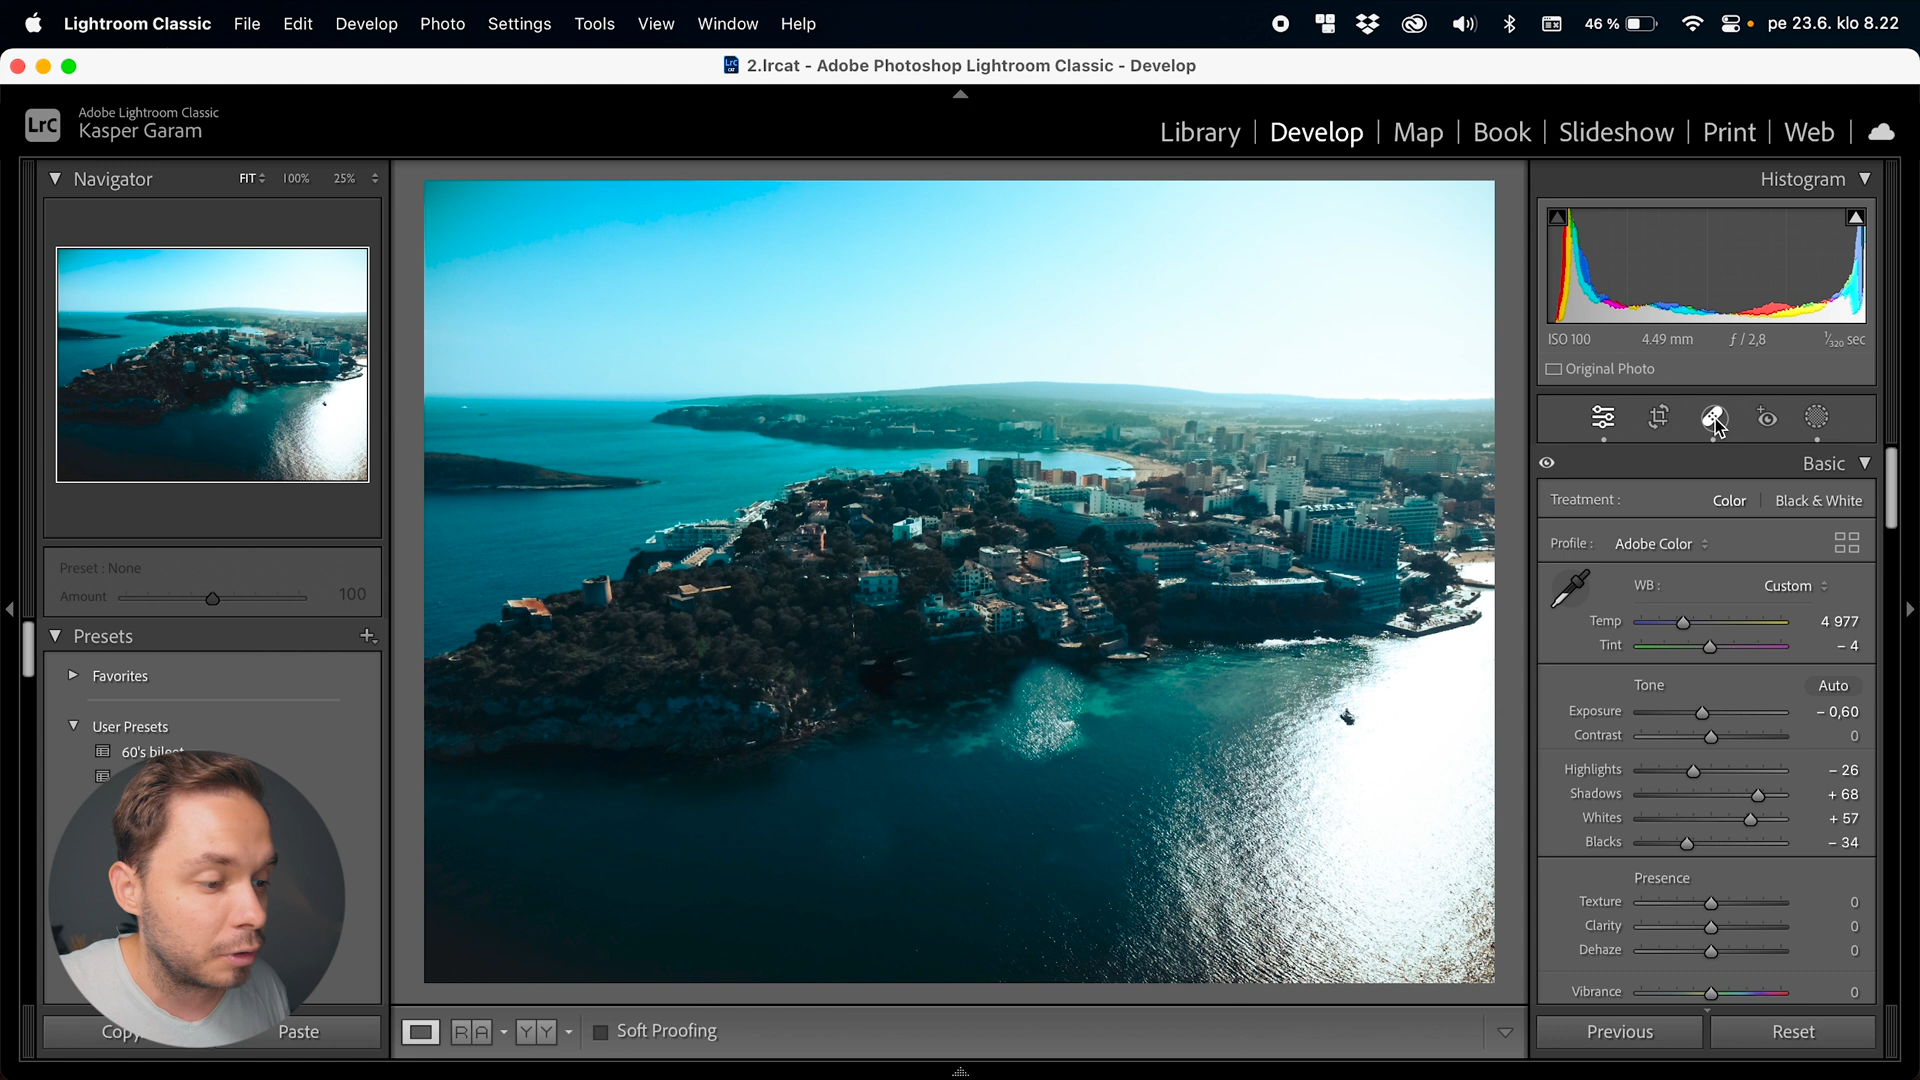 Lightroom Classic File Edit Develop Photo Settings Tools View Window Help 46 % pe 23.6. klo 8.22
2.lrcat - Adobe Photoshop Lightroom Classic - Develop
LrC Adobe Lightroom Classic
Kasper Garam
Library | Develop | Map | Book | Slideshow | Print | Web
Navigator FIT 100% 25%
Preset : None
Amount 100
Presets
Favorites
User Presets
60's
Paste
R A Y Y Soft Proofing
Histogram
ISO 100 4.49 mm ƒ / 2,8 1/320 sec
Original Photo
Basic
Treatment : Color | Black & White
Profile : Adobe Color
WB : Custom
Temp 4 977
Tint – 4
Tone Auto
Exposure – 0,60
Contrast 0
Highlights – 26
Shadows + 68
Whites + 57
Blacks – 34
Presence
Texture 0
Clarity 0
Dehaze 0
Vibrance 0
Previous Reset